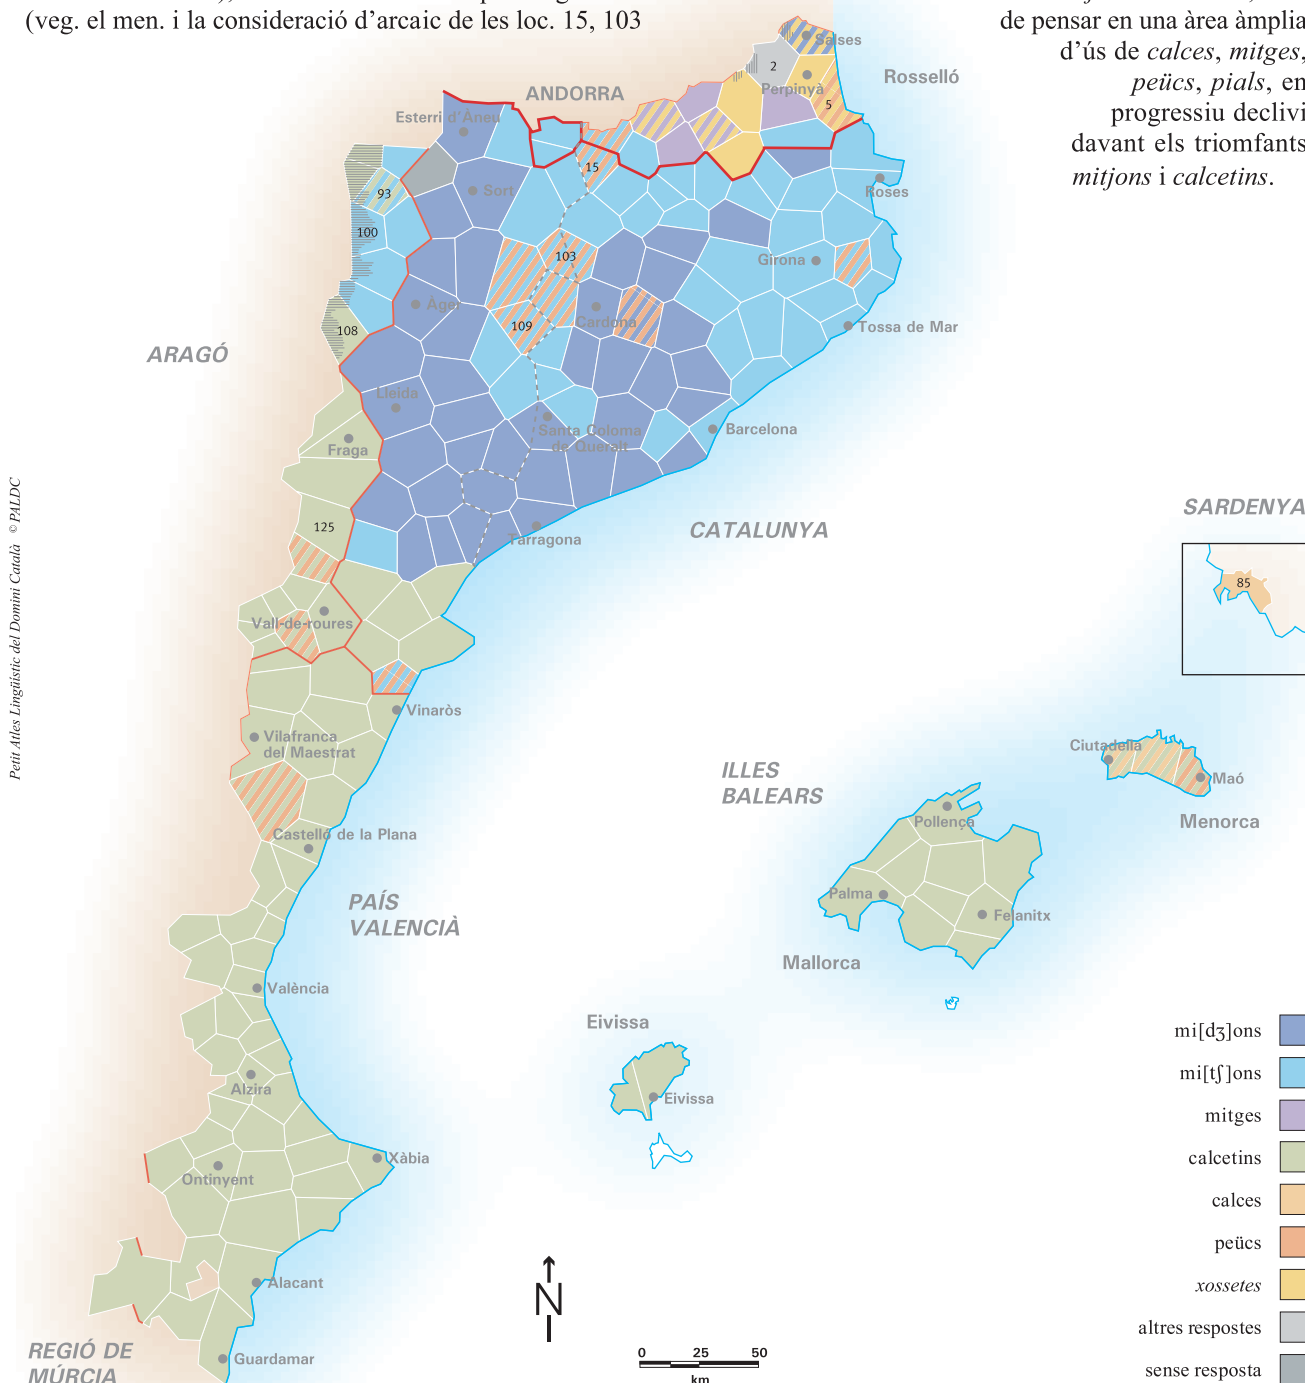 (veg. el men. i la consideració d'arcaic de les loc. 15, 103
de pensar en una àrea àmplia
d'ús de calces, mitges,
peücs, pials, en
progressiu declivi
davant els triomfants
mitjons i calcetins.
Salses
2
Rosselló
Perpinyà
5
ANDORRA
Esterri d'Àneu
15
93
Sort
Roses
100
103
Girona
Àger
Cardona
109
108
Tossa de Mar
ARAGÓ
Lleida
Santa Coloma
de Queralt
Barcelona
Fraga
125
Tarragona
CATALUNYA
SARDENYA
85
Petit Atles Lingüístic del Domini Català © PALDC
Vall-de-roures
Vinaròs
Vilafranca
del Maestrat
ILLES
BALEARS
Ciutadella
Maó
Menorca
Castelló de la Plana
Pollença
PAÍS
VALENCIÀ
Palma
Felanitx
Mallorca
València
Eivissa
Alzira
Eivissa
Xàbia
Ontinyent
Alacant
Guardamar
REGIÓ DE
MÚRCIA
N
0 25 50
km
mi[dʒ]ons
mi[tʃ]ons
mitges
calcetins
calces
peücs
xossetes
altres respostes
sense resposta